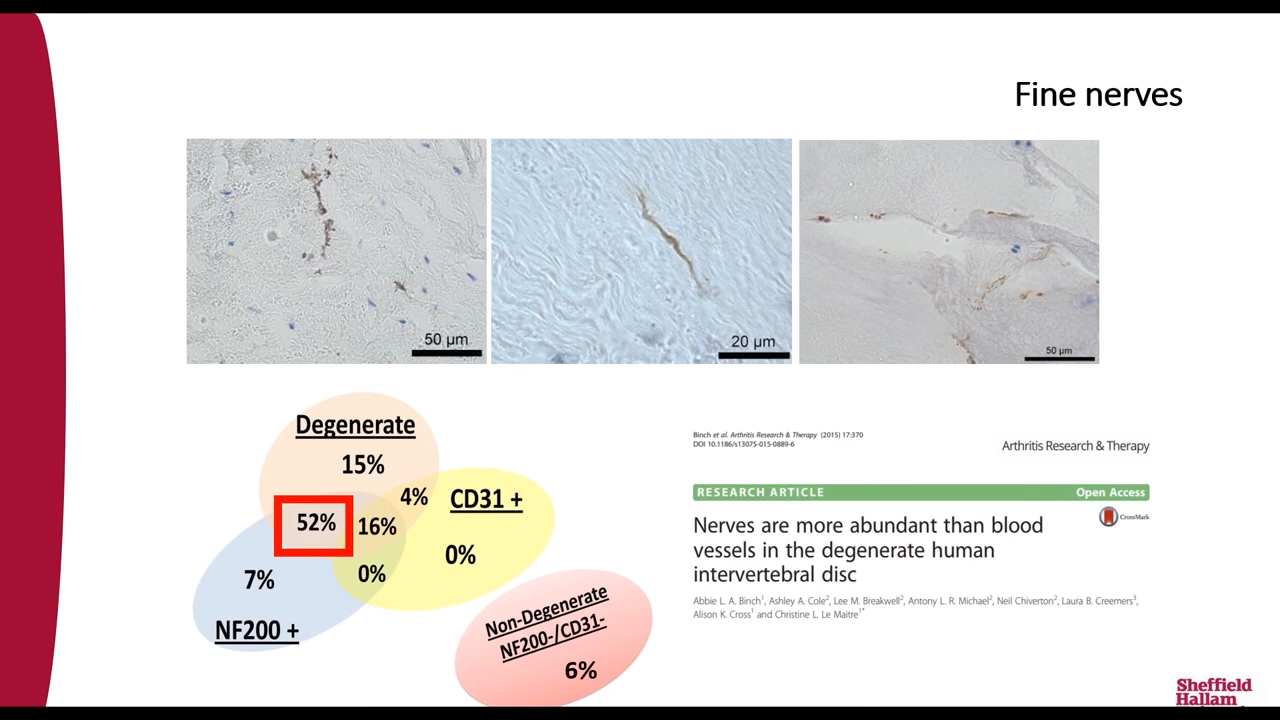 Fine nerves
50 µm
20 µm
50 µm
Degenerate
15%
4%
CD31 +
52%
16%
0%
0%
7%
NF200 +
Non-Degenerate
NF200-/CD31-
6%
Binch et al. Arthritis Research & Therapy (2015) 17:370
DOI 10.1186/s13075-015-0889-6
Arthritis Research & Therapy
RESEARCH ARTICLE
Open Access
CrossMark
Nerves are more abundant than blood
vessels in the degenerate human
intervertebral disc
Abbie L. A. Binch1, Ashley A. Cole2, Lee M. Breakwell2, Antony L. R. Michael2, Neil Chiverton2, Laura B. Creemers3,
Alison K. Cross1 and Christine L. Le Maitre1*
Sheffield
Hallam